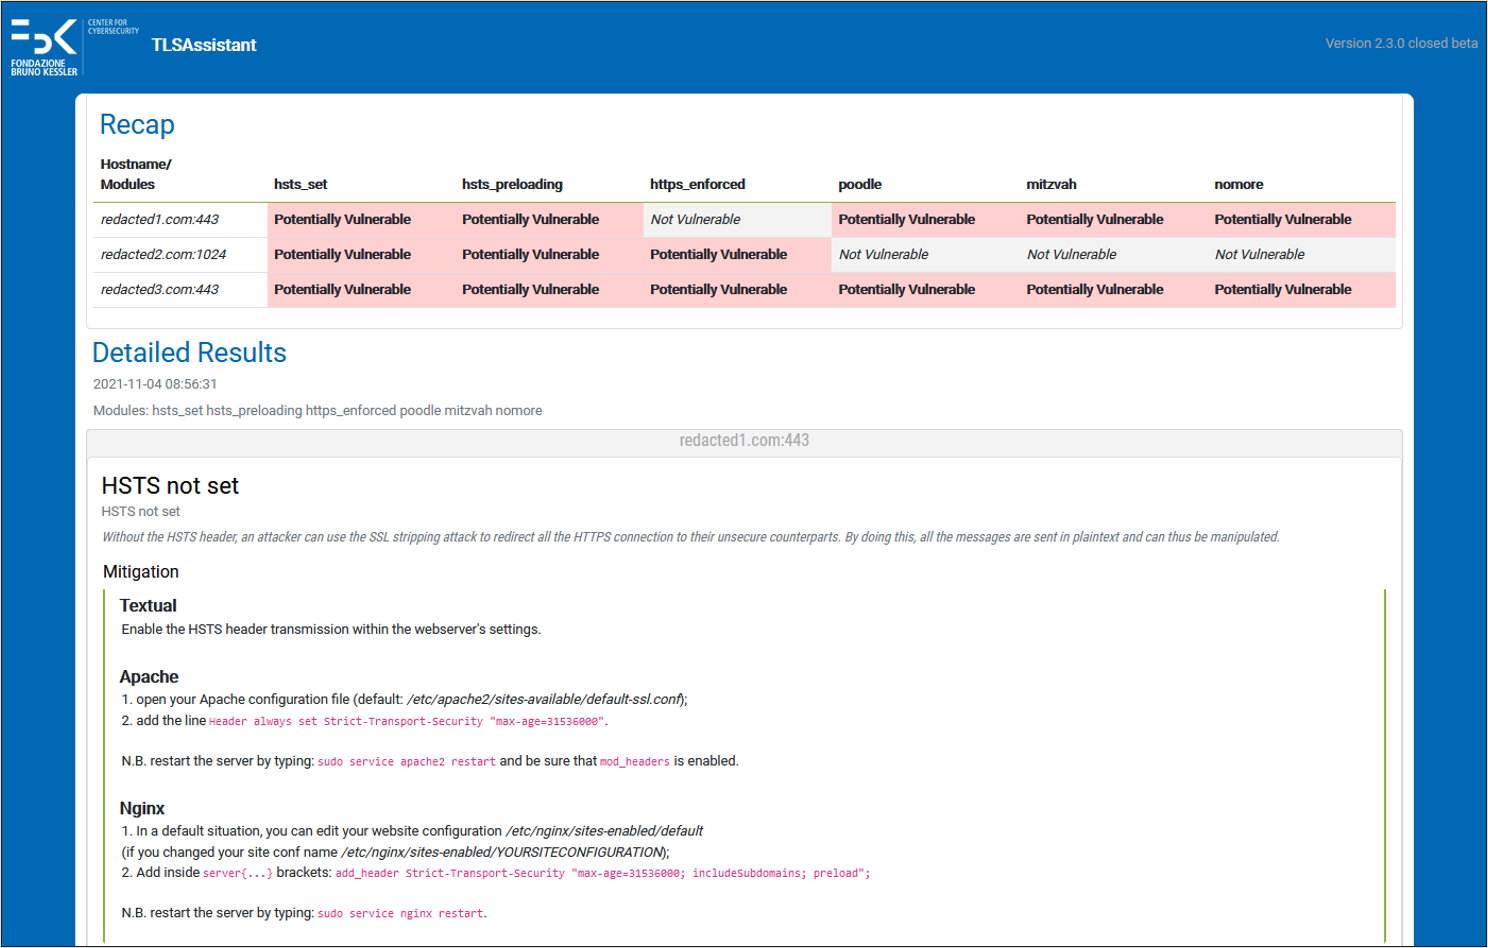 FONDAZIONE
BRUNO KESSLER
CENTER FOR
CYBERSECURITY
TLSAssistant
Version 2.3.0 closed beta
Recap
Hostname/
Modules hsts_set hsts_preloading https_enforced poodle mitzvah nomore
redacted1.com:443 Potentially Vulnerable Potentially Vulnerable Not Vulnerable Potentially Vulnerable Potentially Vulnerable Potentially Vulnerable
redacted2.com:1024 Potentially Vulnerable Potentially Vulnerable Potentially Vulnerable Not Vulnerable Not Vulnerable Not Vulnerable
redacted3.com:443 Potentially Vulnerable Potentially Vulnerable Potentially Vulnerable Potentially Vulnerable Potentially Vulnerable Potentially Vulnerable
Detailed Results
2021-11-04 08:56:31
Modules: hsts_set hsts_preloading https_enforced poodle mitzvah nomore
redacted1.com:443
HSTS not set
HSTS not set
Without the HSTS header, an attacker can use the SSL stripping attack to redirect all the HTTPS connection to their unsecure counterparts. By doing this, all the messages are sent in plaintext and can thus be manipulated.
Mitigation
Textual
Enable the HSTS header transmission within the webserver's settings.
Apache
1. open your Apache configuration file (default: /etc/apache2/sites-available/default-ssl.conf);
2. add the line Header always set Strict-Transport-Security "max-age=31536000".
N.B. restart the server by typing: sudo service apache2 restart and be sure that mod_headers is enabled.
Nginx
1. In a default situation, you can edit your website configuration /etc/nginx/sites-enabled/default
(if you changed your site conf name /etc/nginx/sites-enabled/YOURSITECONFIGURATION);
2. Add inside server{...} brackets: add_header Strict-Transport-Security "max-age=31536000; includeSubdomains; preload";
N.B. restart the server by typing: sudo service nginx restart.